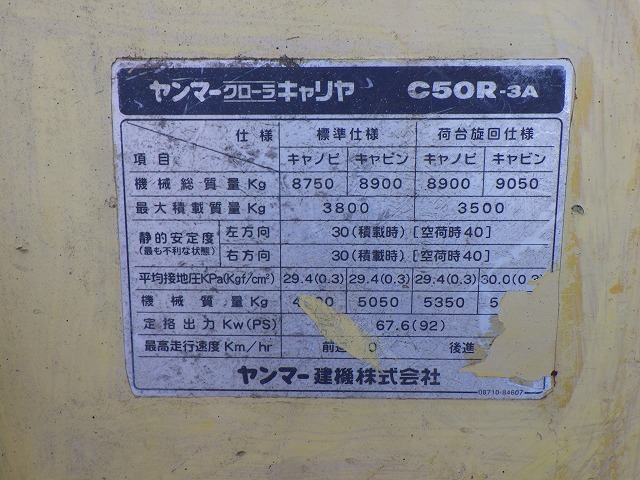 ヤンマークローラキャリヤ C50R-3A
仕様 標準仕様 荷台旋回仕様
項目 キャノピ キャビン キャノピ キャビン
機械総質量Kg 8750 8900 8900 9050
最大積載質量Kg 3800 3500
静的安定度 左方向 30(積載時)[空荷時40]
(最も不利な状態) 右方向 30(積載時)[空荷時40]
平均接地圧KPa(Kgf/cm²) 29.4(0.3) 29.4(0.3) 29.4(0.3) 30.0(0.3)
機械質量Kg 5050 5350
定格出力Kw(PS) 67.6(92)
最高走行速度Km/hr 後進
ヤンマー建機株式会社
08710-84607